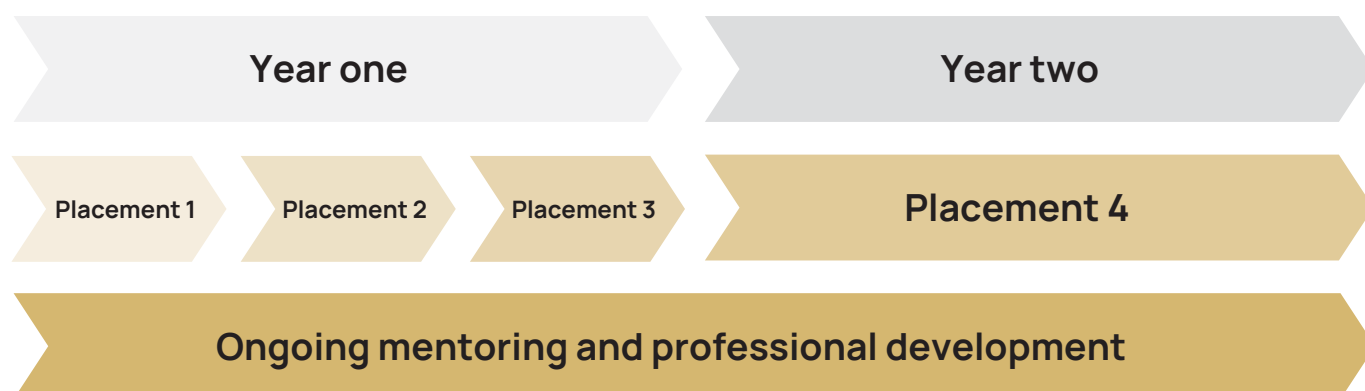 Year one
Year two
Placement 1
Placement 2
Placement 3
Placement 4
Ongoing mentoring and professional development